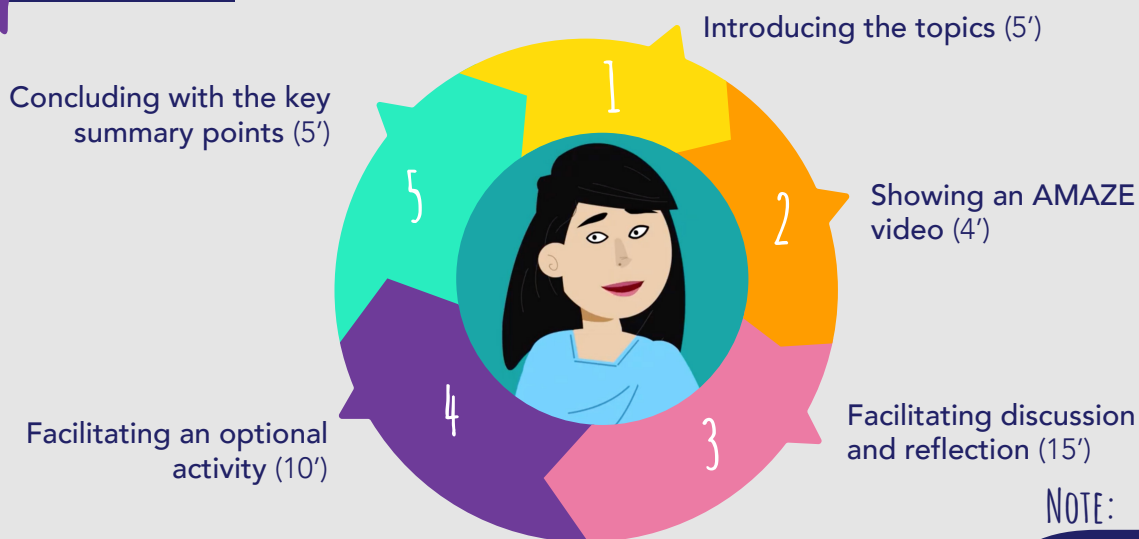 1
Introducing the topics (5’)
2
Showing an AMAZE
video (4’)
3
Facilitating discussion
and reflection (15’)
4
Facilitating an optional
activity (10’)
5
Concluding with the key
summary points (5’)
NOTE: